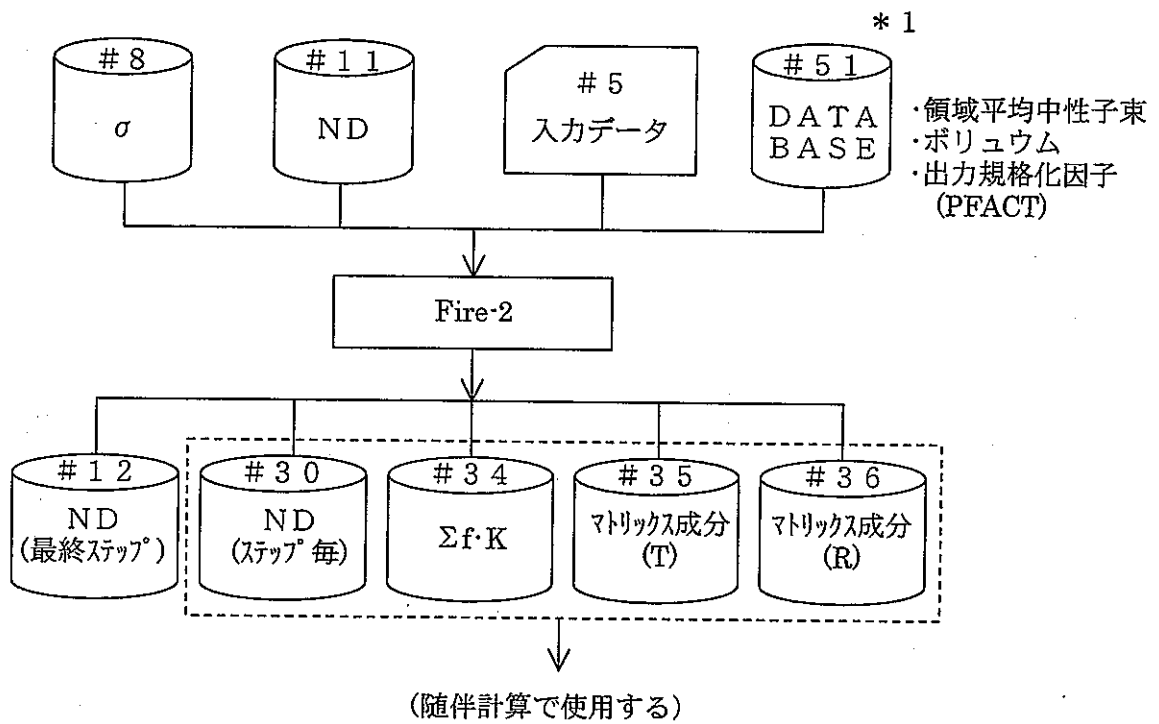 ＊１
＃８
σ
＃１１
ＮＤ
＃５
入力データ
＃５１
ＤＡＴＡ
ＢＡＳＥ
・領域平均中性子束
・ボリュウム
・出力規格化因子
(PFACT)
Fire-2
＃１２
ＮＤ
(最終ｽﾃｯﾌﾟ)
＃３０
ＮＤ
(ｽﾃｯﾌﾟ毎)
＃３４
Σf・K
＃３５
ﾏﾄﾘｯｸｽ成分
(T)
＃３６
ﾏﾄﾘｯｸｽ成分
(R)
(随伴計算で使用する)